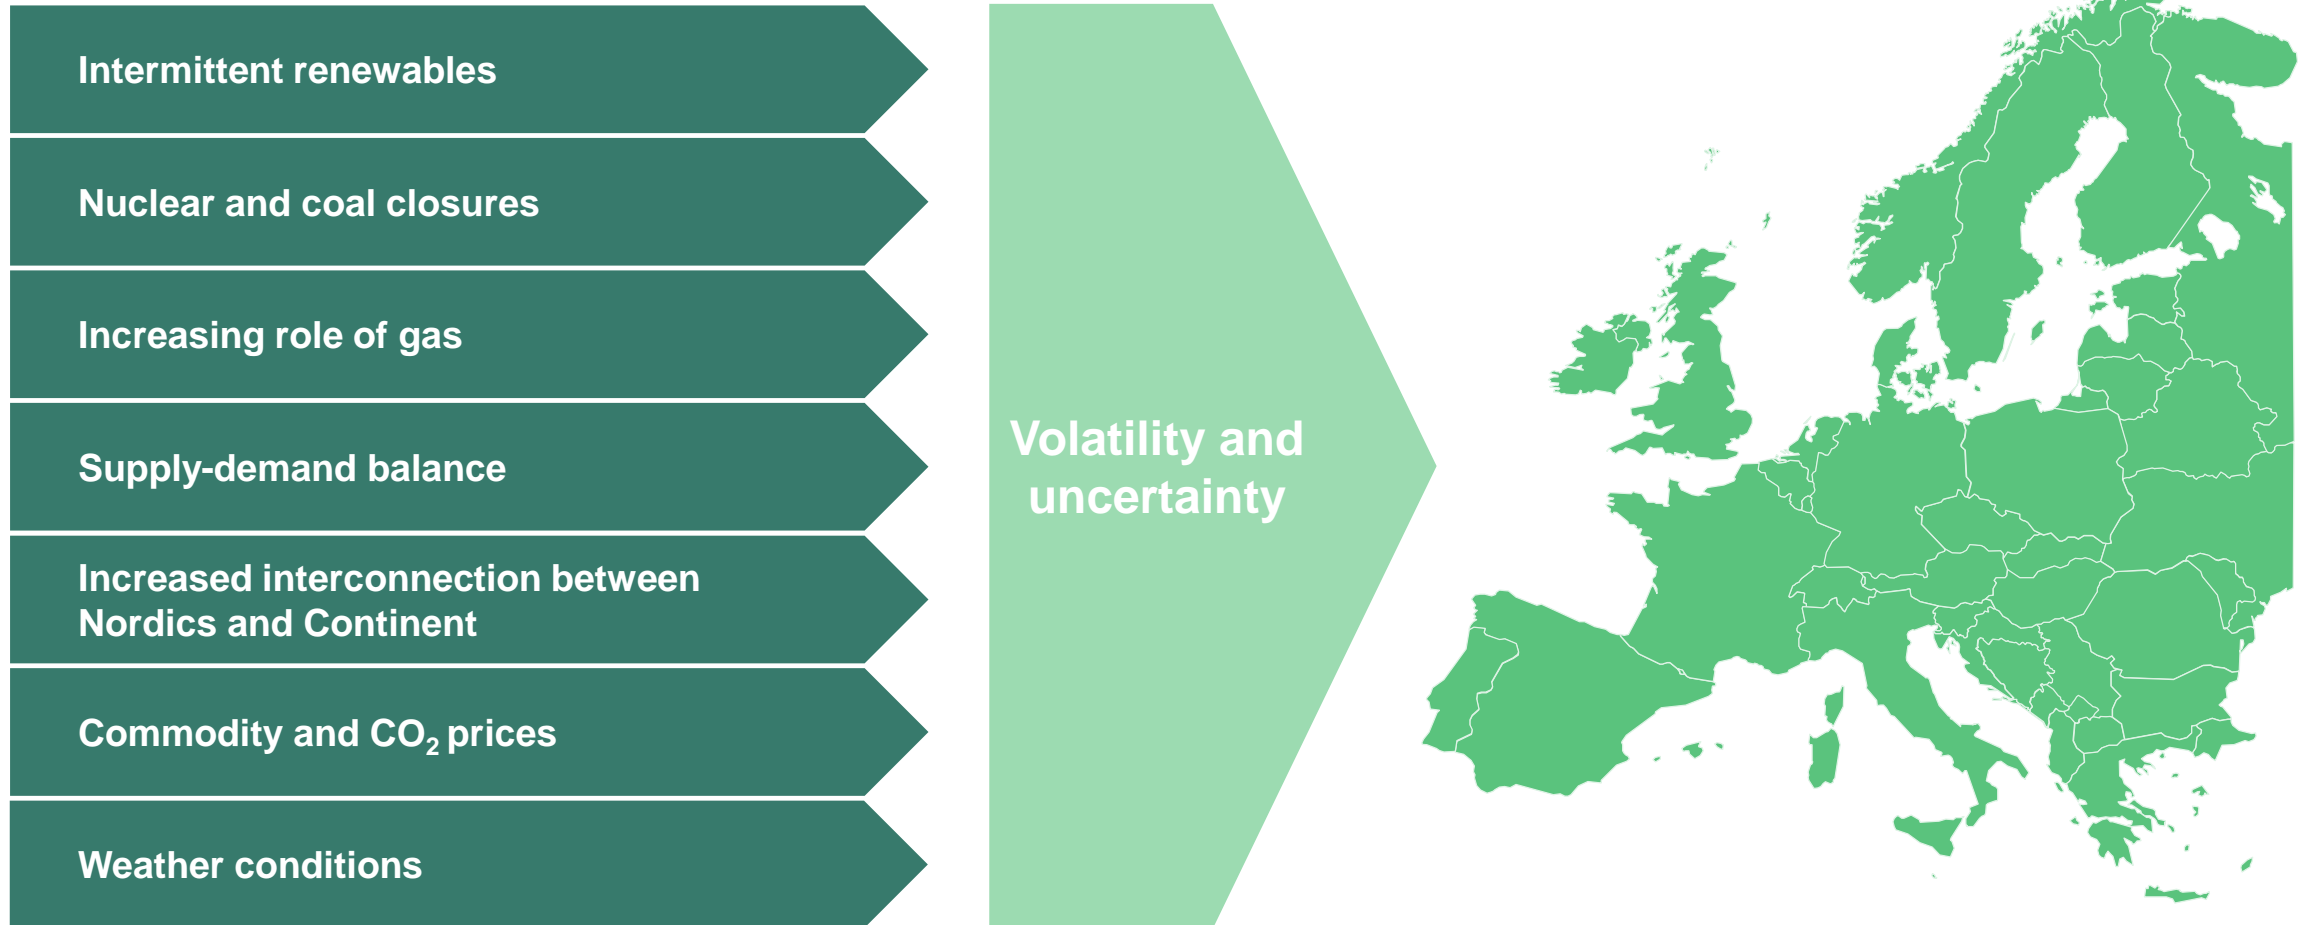 Intermittent renewables
Nuclear and coal closures
Increasing role of gas
Supply-demand balance
Increased interconnection between
Nordics and Continent
Commodity and CO₂ prices
Weather conditions
Volatility and
uncertainty